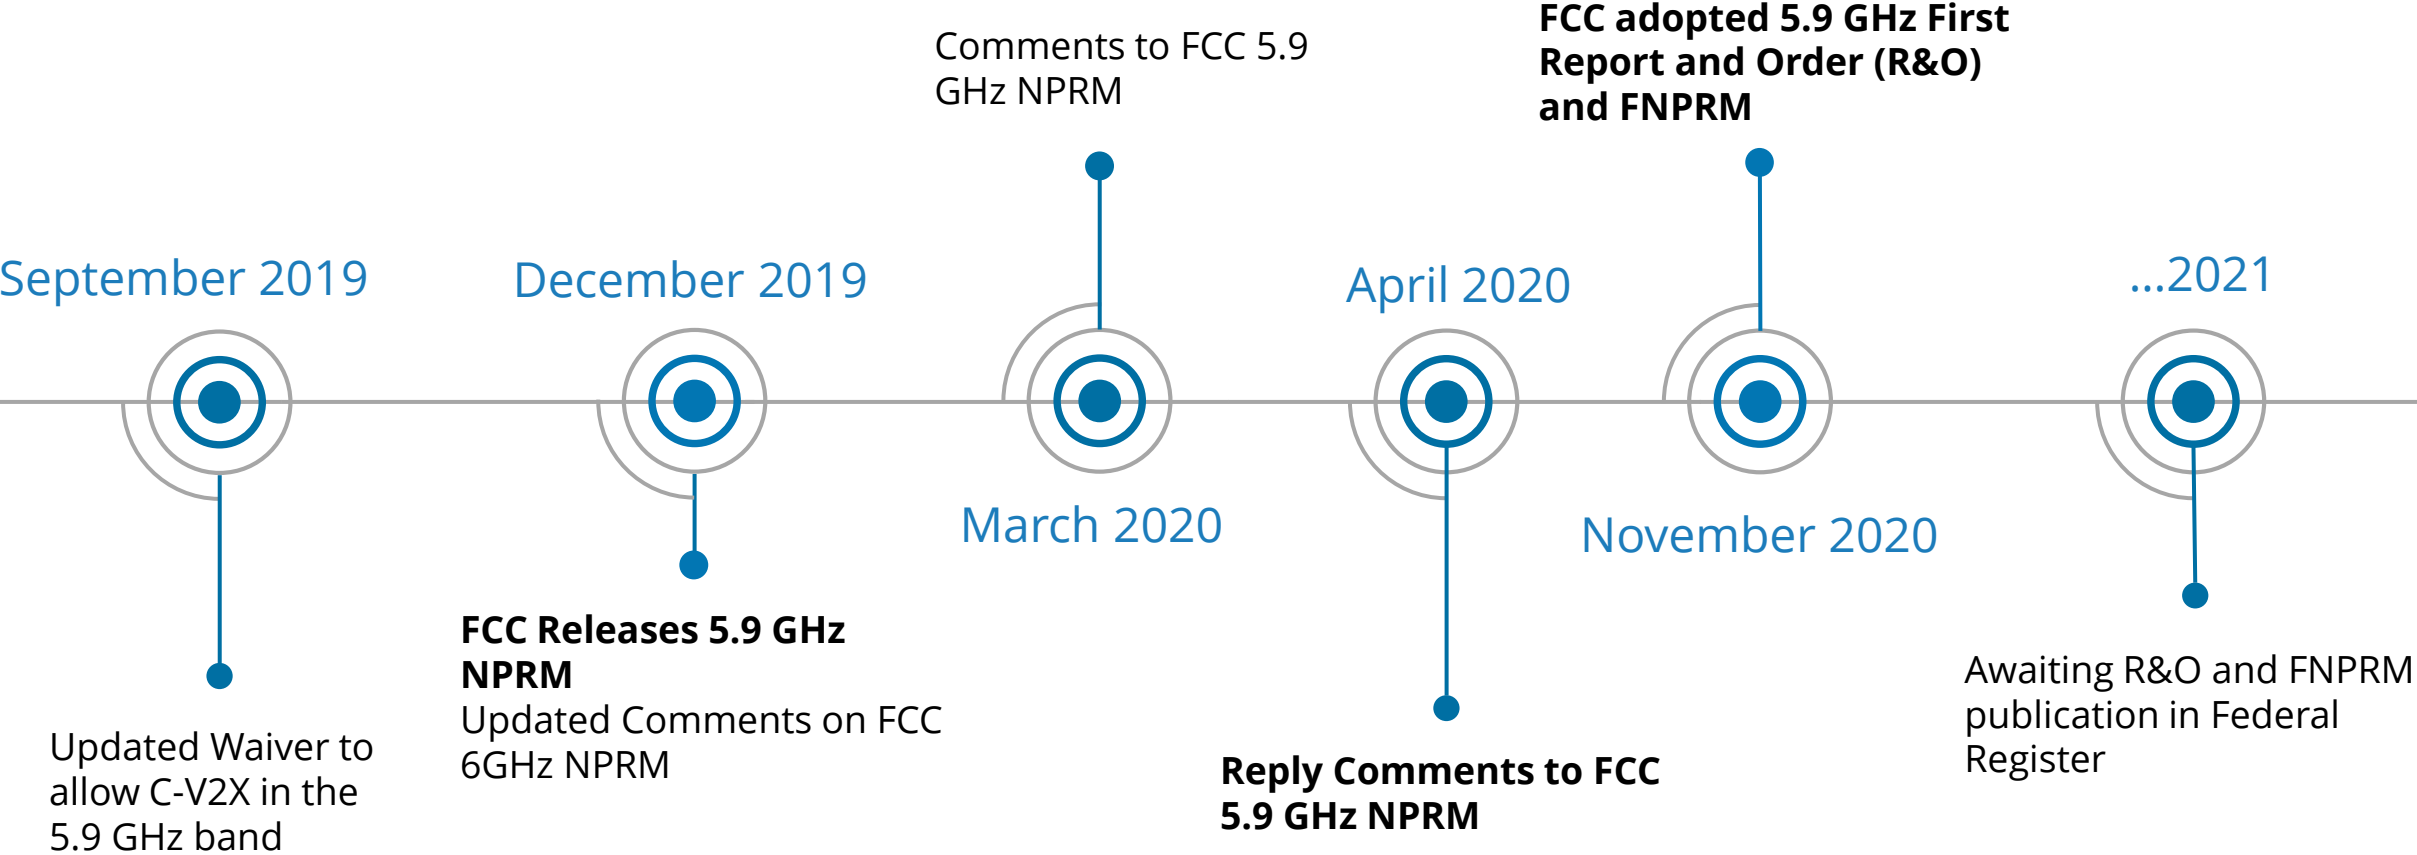 September 2019
Updated Waiver to
allow C-V2X in the
5.9 GHz band
December 2019
FCC Releases 5.9 GHz
NPRM
Updated Comments on FCC
6GHz NPRM
Comments to FCC 5.9
GHz NPRM
March 2020
April 2020
Reply Comments to FCC
5.9 GHz NPRM
FCC adopted 5.9 GHz First
Report and Order (R&O)
and FNPRM
November 2020
...2021
Awaiting R&O and FNPRM
publication in Federal
Register